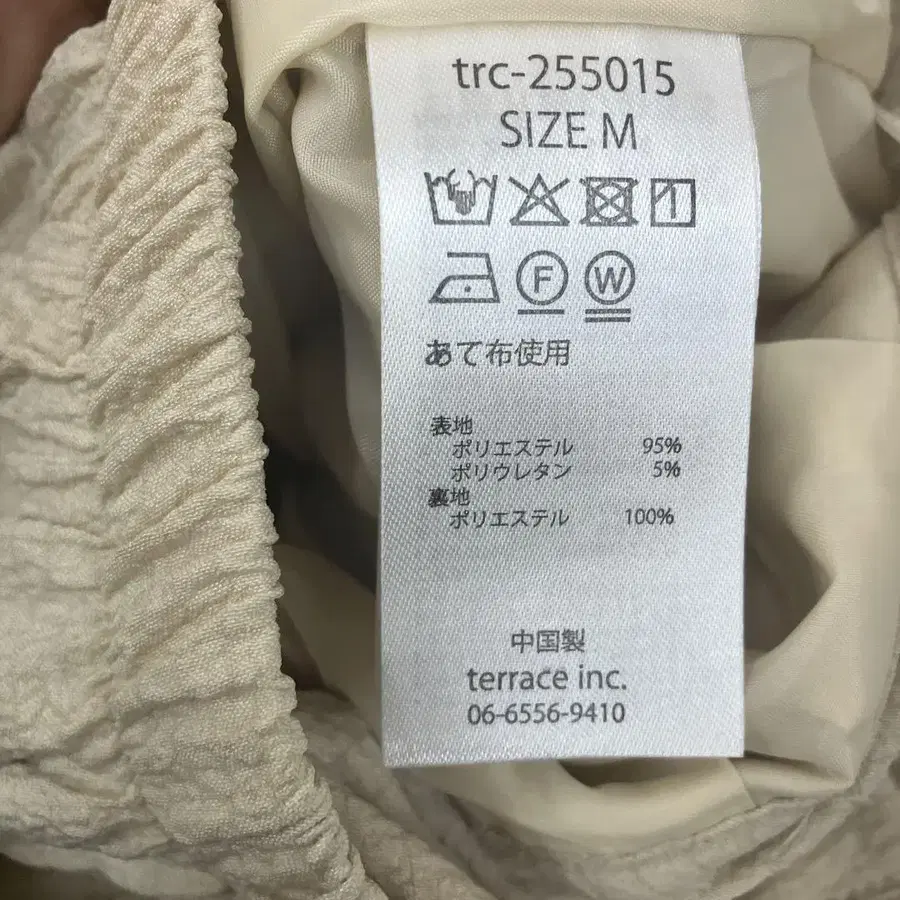 trc-255015
SIZE M
F W
あて布使用
表地
ポリエステル 95%
ポリウレタン 5%
裏地
ポリエステル 100%
中国製
terrace inc.
06-6556-9410